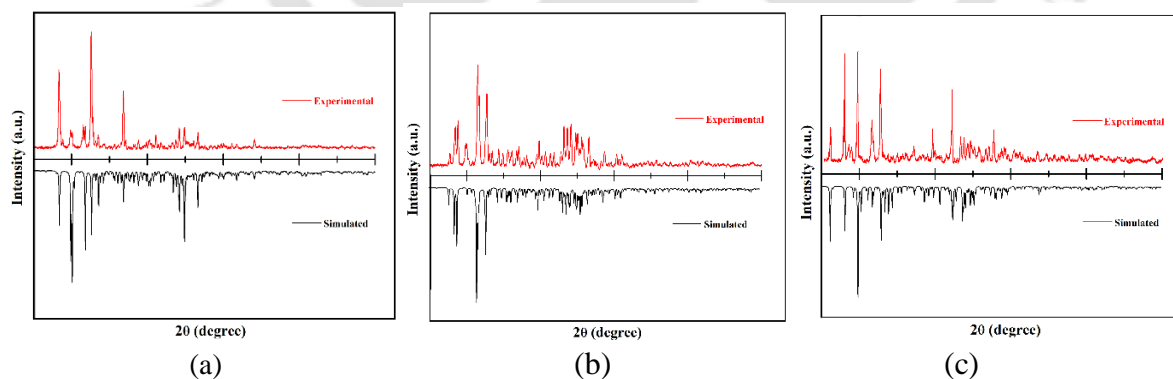 Intensity (a.u.)
Experimental
Simulated
2θ (degree)
(a)
Intensity (a.u.)
Experimental
Simulated
2θ (degree)
(b)
Intensity (a.u.)
Experimental
Simulated
2θ (degree)
(c)